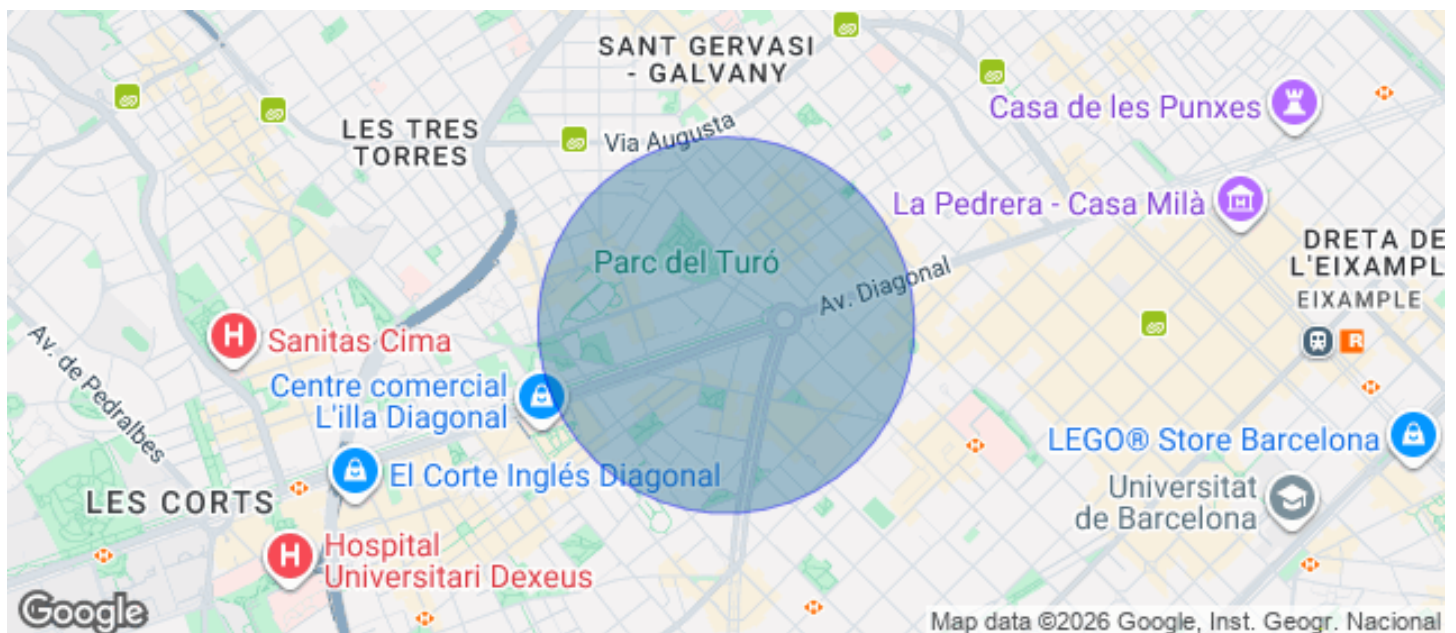 SANT GERVASI
- GALVANY
Casa de les Punxes
LES TRES
TORRES
Via Augusta
La Pedrera - Casa Milà
DRETA DE
L'EIXAMPL
EIXAMPLE
Parc del Turó
Av. Diagonal
H
Sanitas Cima
R
Av. de Pedralbes
Centre comercial
L'illa Diagonal
LEGO® Store Barcelona
El Corte Inglés Diagonal
LES CORTS
Universitat
de Barcelona
H
Hospital
Universitari Dexeus
Google
Map data ©2026 Google, Inst. Geogr. Nacional